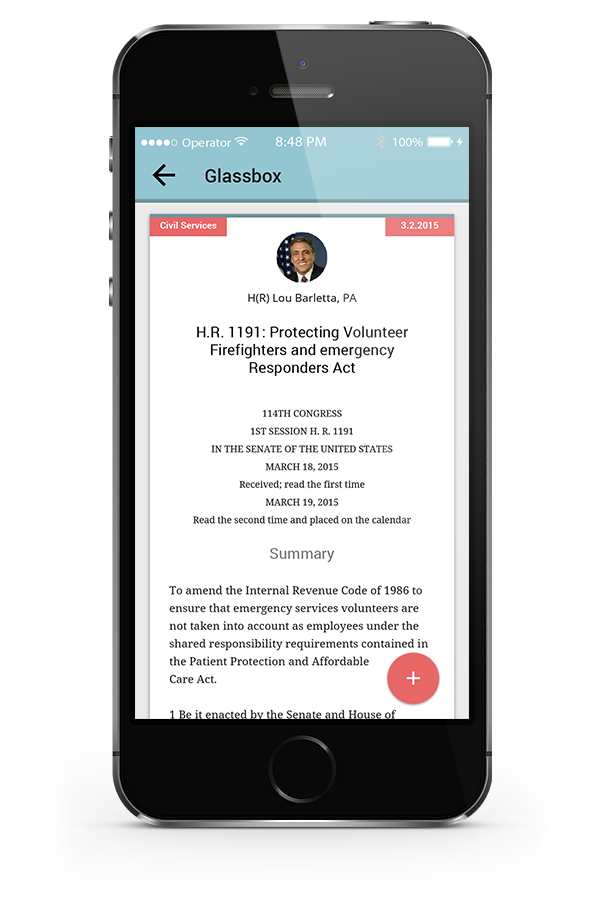 Operator 8:48 PM 100%
Glassbox
Civil Services 3.2.2015
H(R) Lou Barletta, PA
H.R. 1191: Protecting Volunteer
Firefighters and emergency
Responders Act
114TH CONGRESS
1ST SESSION H. R. 1191
IN THE SENATE OF THE UNITED STATES
MARCH 18, 2015
Received; read the first time
MARCH 19, 2015
Read the second time and placed on the calendar
Summary
To amend the Internal Revenue Code of 1986 to
ensure that emergency services volunteers are
not taken into account as employees under the
shared responsibility requirements contained in
the Patient Protection and Affordable
Care Act.
+
1 Be it enacted by the Senate and House of